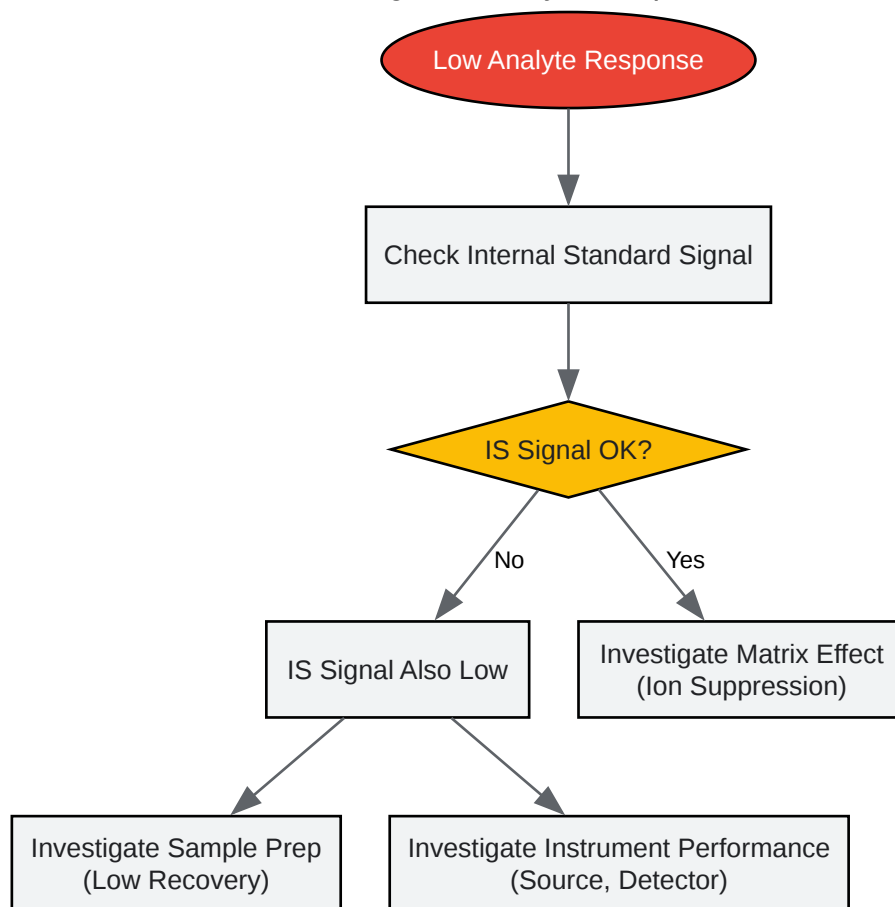 Low Analyte Response
Check Internal Standard Signal
IS Signal OK?
No
Yes
IS Signal Also Low
Investigate Matrix Effect
(Ion Suppression)
Investigate Sample Prep
(Low Recovery)
Investigate Instrument Performance
(Source, Detector)